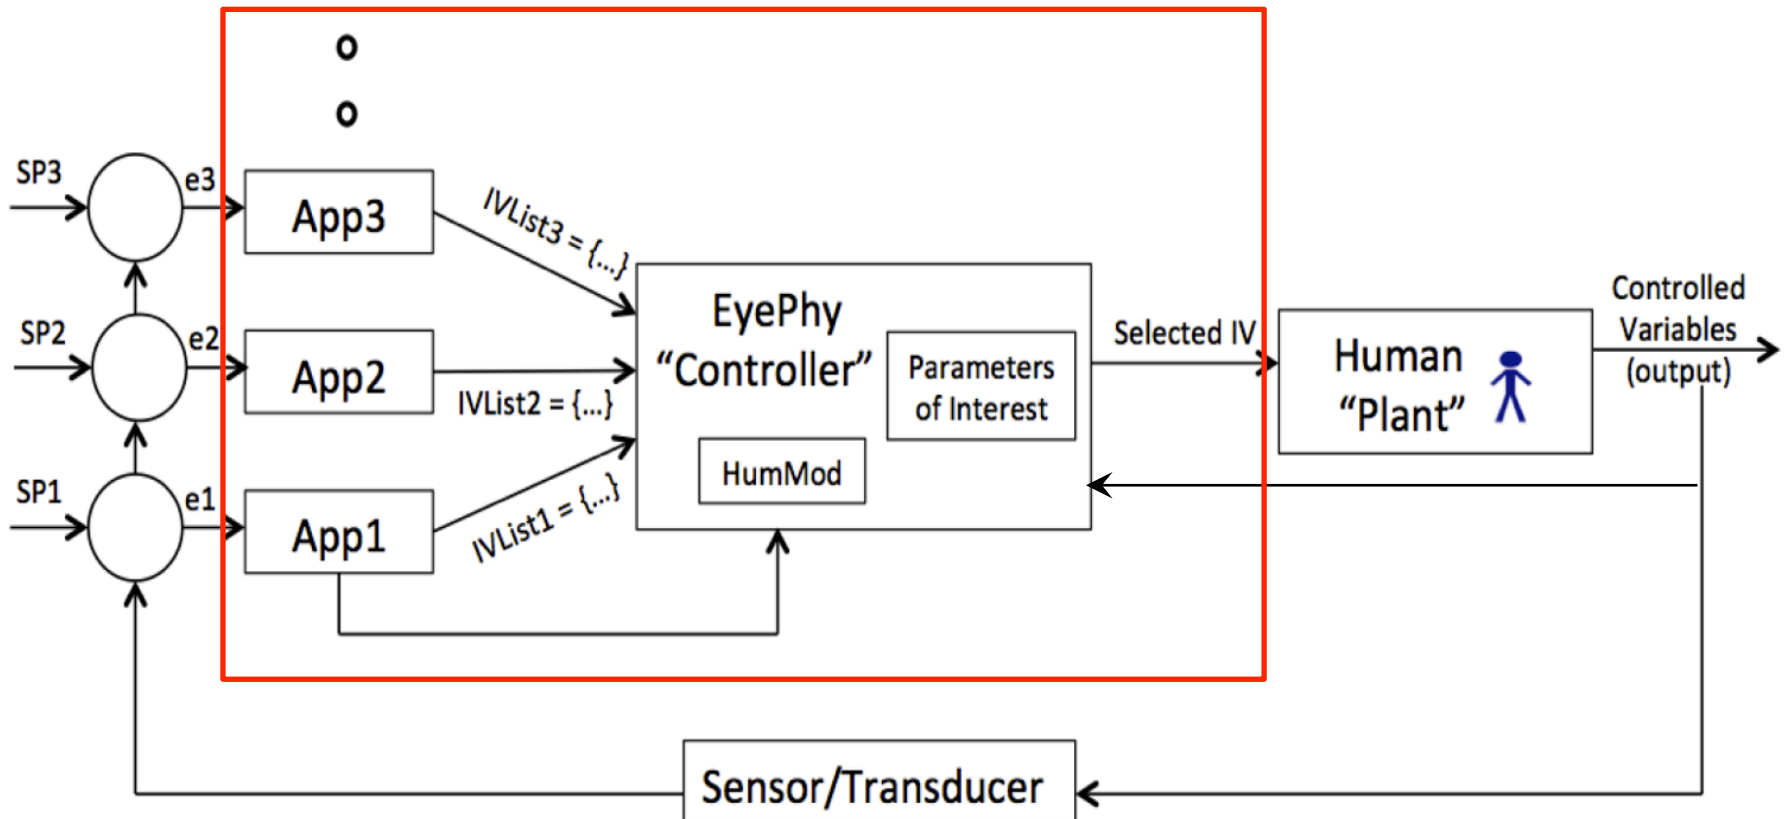 SP3
e3
App3
IVList3 = {...}
SP2
e2
App2
IVList2 = {...}
SP1
e1
App1
IVList1 = {...}
EyePhy
“Controller”
Parameters
of Interest
HumMod
Selected IV
Human
“Plant”
Controlled
Variables
(output)
Sensor/Transducer